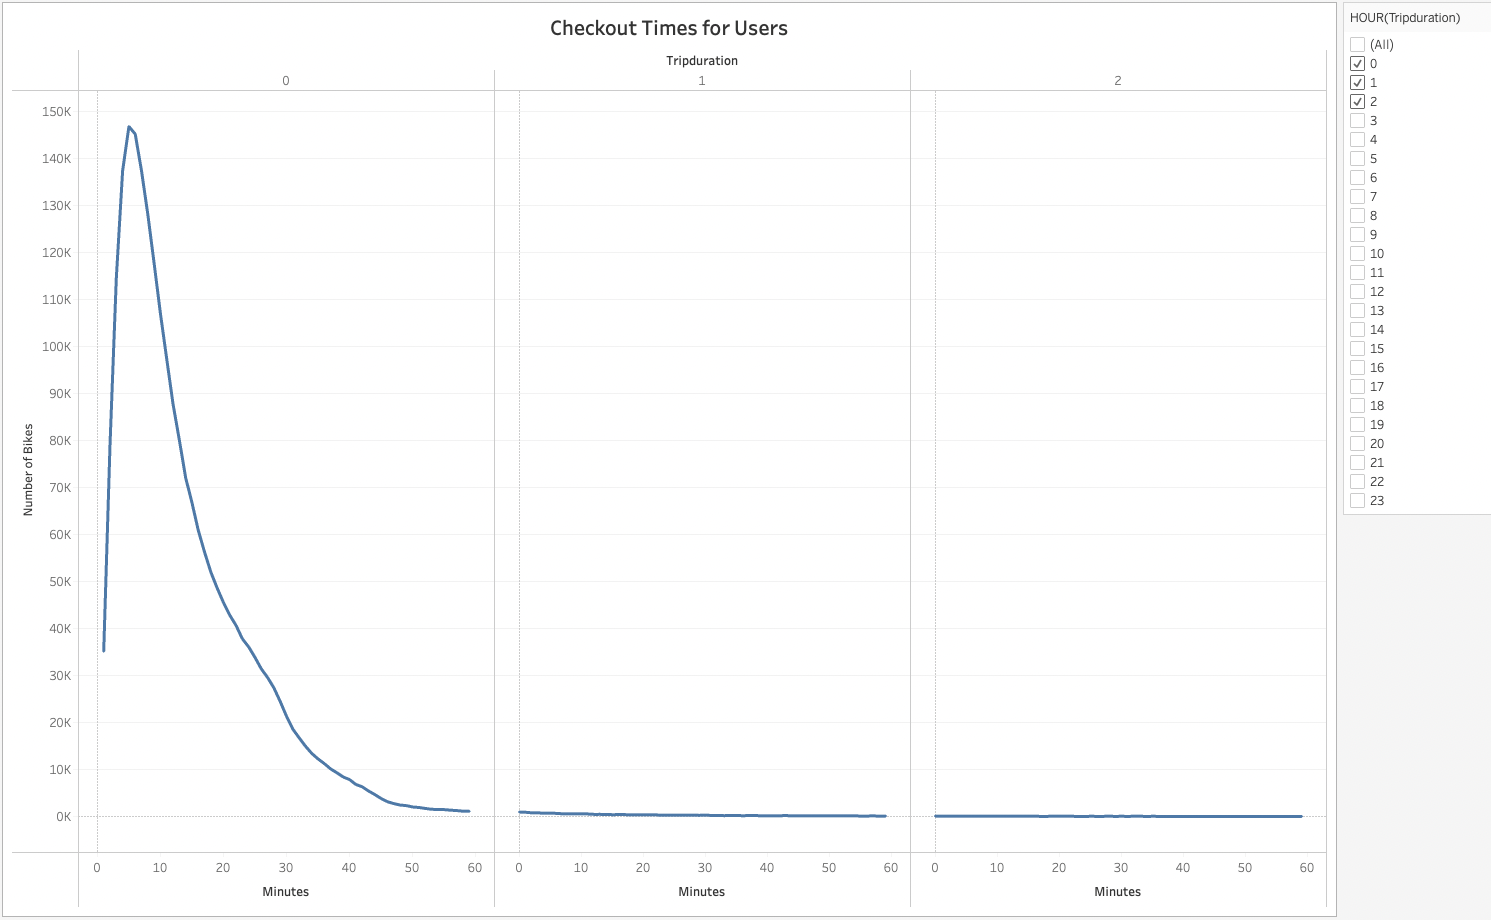 Checkout Times for Users
Tripduration
0 1 2
150K
140K
130K
120K
110K
100K
90K
80K
70K
60K
50K
40K
30K
20K
10K
0K
Number of Bikes
0 10 20 30 40 50 60 0 10 20 30 40 50 60 0 10 20 30 40 50 60
Minutes Minutes Minutes
HOUR(Tripduration)
(All)
0
1
2
3
4
5
6
7
8
9
10
11
12
13
14
15
16
17
18
19
20
21
22
23